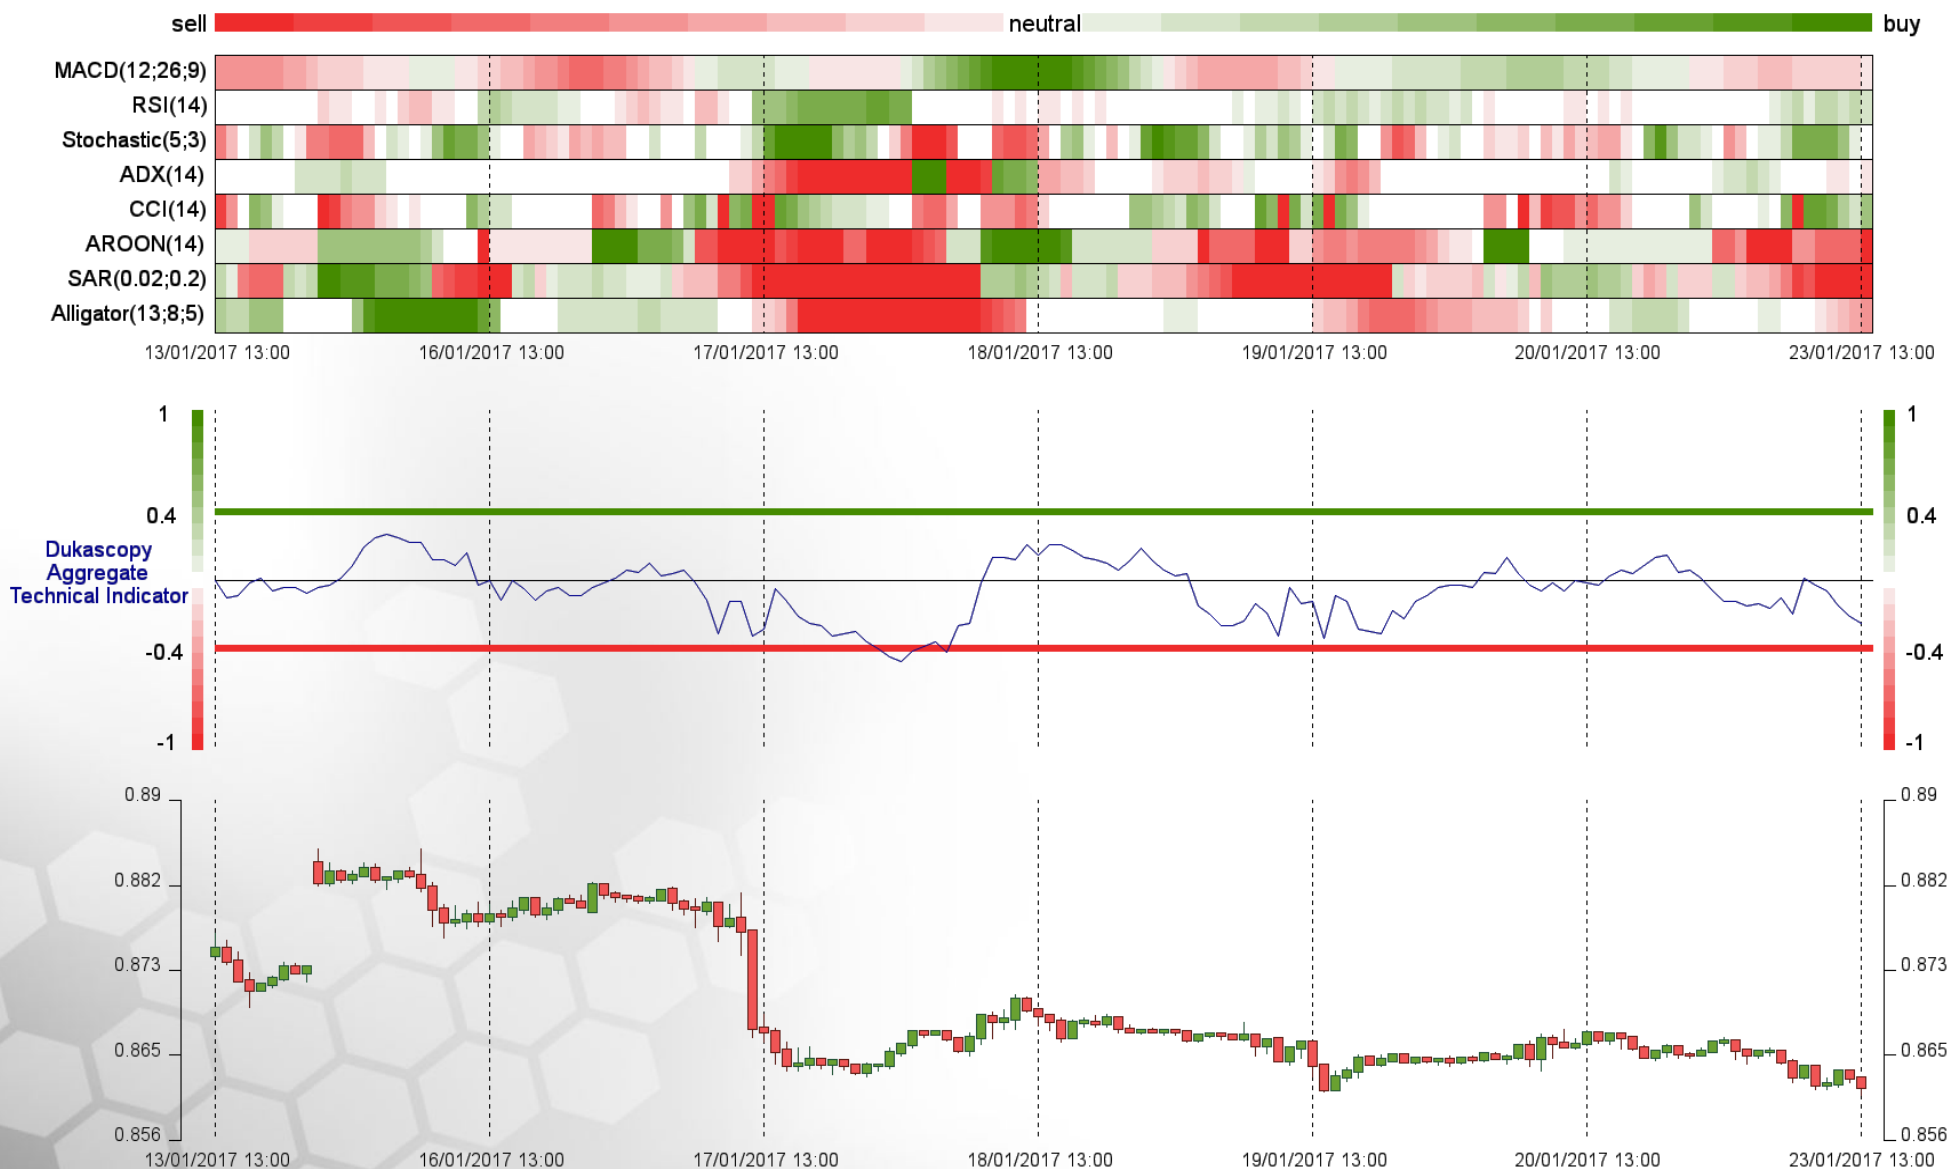 sell neutral buy
MACD(12;26;9)
RSI(14)
Stochastic(5;3)
ADX(14)
CCI(14)
AROON(14)
SAR(0.02;0.2)
Alligator(13;8;5)
13/01/2017 13:00 16/01/2017 13:00 17/01/2017 13:00 18/01/2017 13:00 19/01/2017 13:00 20/01/2017 13:00 23/01/2017 13:00
1 1
0.4 0.4
Dukascopy
Aggregate
Technical Indicator
-0.4 -0.4
-1 -1
0.89 0.89
0.882 0.882
0.873 0.873
0.865 0.865
0.856 0.856
13/01/2017 13:00 16/01/2017 13:00 17/01/2017 13:00 18/01/2017 13:00 19/01/2017 13:00 20/01/2017 13:00 23/01/2017 13:00